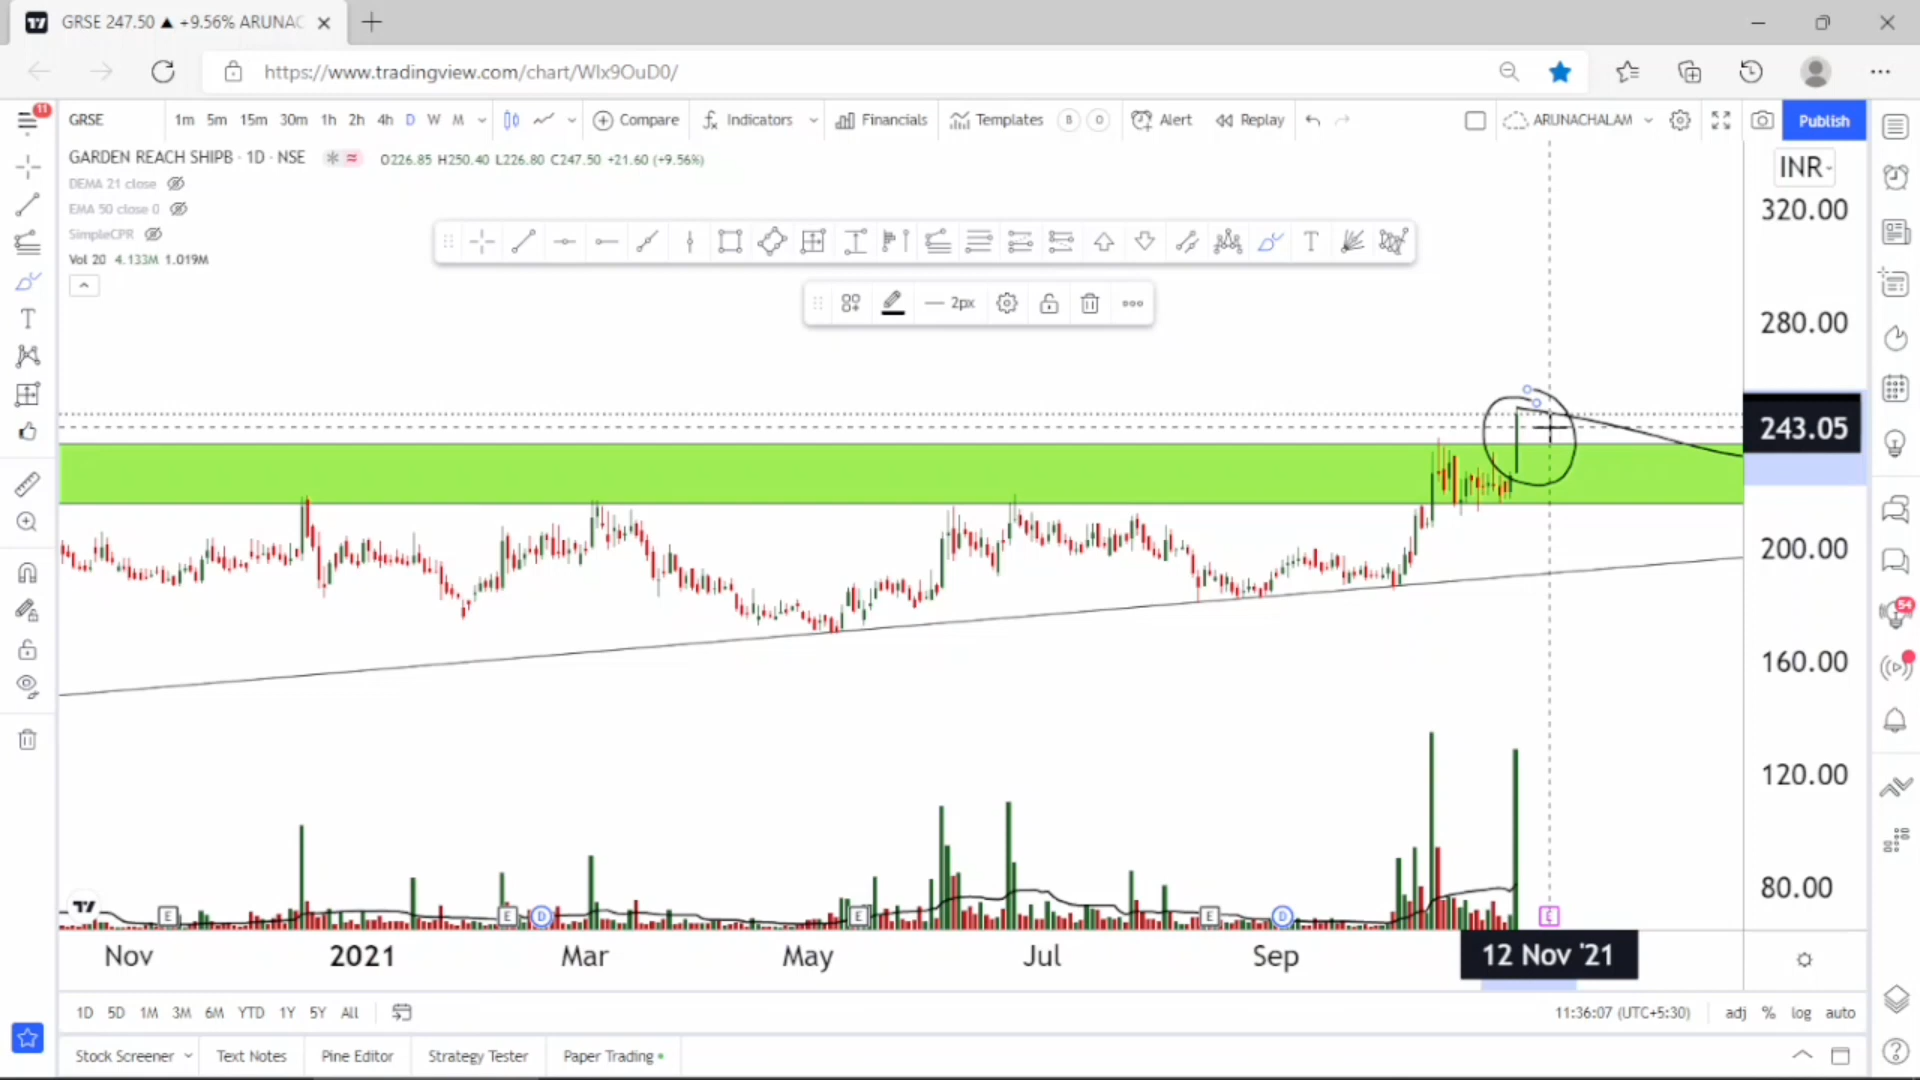 GRSE 247.50 ▲ +9.56% ARUNAC
https://www.tradingview.com/chart/WIx9OuD0/
11
GRSE 1m 5m 15m 30m 1h 2h 4h D W M Compare Indicators Financials Templates B O Alert Replay ARUNACHALAM Publish
GARDEN REACH SHIPB · 1D · NSE O226.85 H250.40 L226.80 C247.50 +21.60 (+9.56%)
INR
DEMA 21 close
EMA 50 close 0
SimpleCPR
Vol 20 4.133M 1.019M
T
2px
T
320.00
280.00
243.05
200.00
160.00
120.00
80.00
54
E E D E E D E
Nov 2021 Mar May Jul Sep 12 Nov '21
1D 5D 1M 3M 6M YTD 1Y 5Y All 11:36:07 (UTC+5:30) adj % log auto
Stock Screener Text Notes Pine Editor Strategy Tester Paper Trading